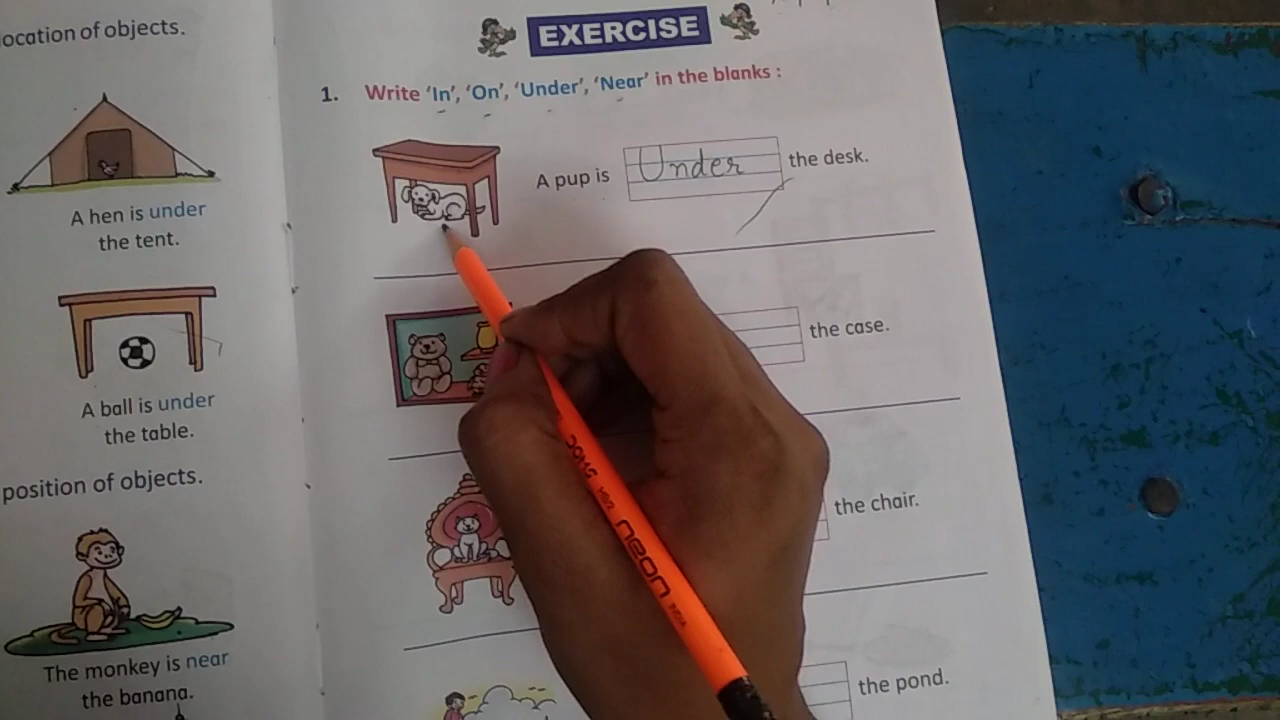 location of objects.
A hen is under
the tent.
A ball is under
the table.
position of objects.
The monkey is near
the banana.
EXERCISE
1. Write ‘In’, ‘On’, ‘Under’, ‘Near’ in the blanks :
A pup is Under the desk.
the case.
the chair.
the pond.
DOMS neon